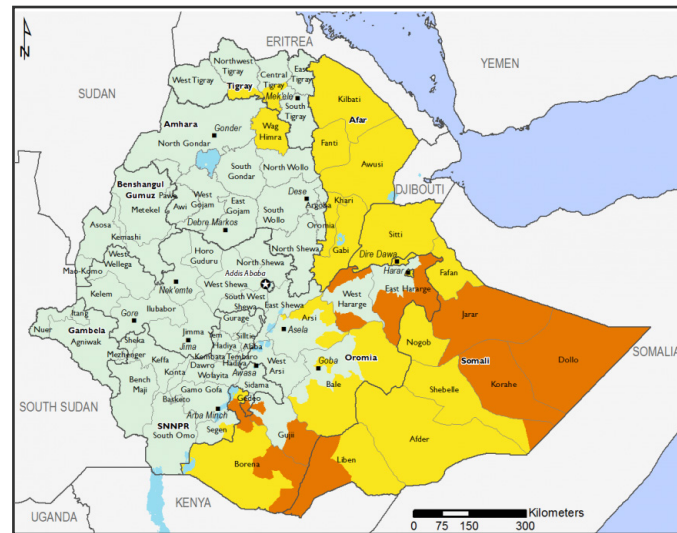 N
ERITREA
YEMEN
SUDAN
Northwest
Tigray
Central
Tigray
East
Tigray
West Tigray
Tigray
Mek'ele
South
Tigray
Kilbati
Afar
Amhara
Gonder
Wag
Himra
North Gondar
Fanti
Awusi
South
Gondar
North Wollo
DJIBOUTI
Benshangul
Gumuz
Pawe
Metekel
Awi
West
Gojam
East
Gojam
Dese
Argoba
Khari
Debre Markos
South
Wollo
Oromia
Sitti
Asosa
Kemashi
Gabi
Dire Dawa
Horo
Guduru
North Shewa
North Shewa
West
Wellega
Addis Ababa
Harar
Fafan
Mao-Komo
West Shewa
East Hararge
Kelem
Nek'emte
South West
Shewa
East Shewa
West
Hararge
Jarar
Itang
Ilubabor
Gurage
Arsi
Nuer
Gambela
Gore
Asela
Agniwak
Sheka
Jimma
Yem
Siltie
Nogob
Mezhenger
Jima
Hadiya
Alaba
Goba
Oromia
Somali
Dollo
SOMALIA
Keffa
Kembata
Tembaro
West
Arsi
Dawro
Hadiya
Bench
Maji
Konta
Wolayita
Awasa
Bale
Shebelle
Korahe
Sidama
Gamo Gofa
Gedeo
SOUTH SUDAN
Basketo
Arba Minch
SNNPR
Segen
Guji
Afder
South Omo
Borena
Liben
KENYA
UGANDA
Kilometers
0 75 150 300